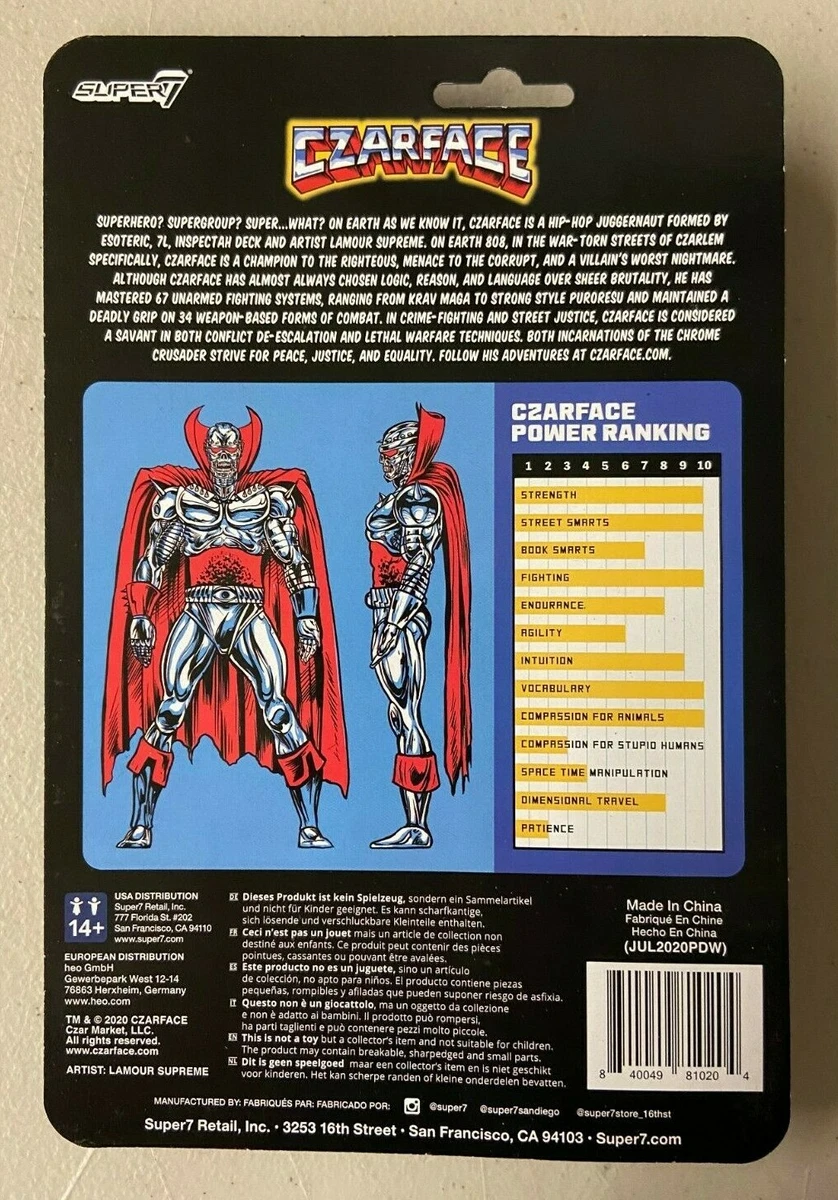 SUPER7
CZARFACE
SUPERHERO? SUPERGROUP? SUPER...WHAT? ON EARTH AS WE KNOW IT, CZARFACE IS A HIP-HOP JUGGERNAUT FORMED BY
ESOTERIC, 7L, INSPECTAH DECK AND ARTIST LAMOUR SUPREME. ON EARTH 808, IN THE WAR-TORN STREETS OF CZARLEM
SPECIFICALLY, CZARFACE IS A CHAMPION TO THE RIGHTEOUS, MENACE TO THE CORRUPT, AND A VILLAIN'S WORST NIGHTMARE.
ALTHOUGH CZARFACE HAS ALMOST ALWAYS CHOSEN LOGIC, REASON, AND LANGUAGE OVER SHEER BRUTALITY, HE HAS
MASTERED 67 UNARMED FIGHTING SYSTEMS, RANGING FROM KRAV MAGA TO STRONG STYLE PURORESU AND MAINTAINED A
DEADLY GRIP ON 34 WEAPON-BASED FORMS OF COMBAT. IN CRIME-FIGHTING AND STREET JUSTICE, CZARFACE IS CONSIDERED
A SAVANT IN BOTH CONFLICT DE-ESCALATION AND LETHAL WARFARE TECHNIQUES. BOTH INCARNATIONS OF THE CHROME
CRUSADER STRIVE FOR PEACE, JUSTICE, AND EQUALITY. FOLLOW HIS ADVENTURES AT CZARFACE.COM.
CZARFACE
POWER RANKING
1 2 3 4 5 6 7 8 9 10
STRENGTH
STREET SMARTS
BOOK SMARTS
FIGHTING
ENDURANCE.
AGILITY
INTUITION
VOCABULARY
COMPASSION FOR ANIMALS
COMPASSION FOR STUPID HUMANS
SPACE TIME MANIPULATION
DIMENSIONAL TRAVEL
PATIENCE
14+
USA DISTRIBUTION
Super7 Retail, Inc.
777 Florida St. #202
San Francisco, CA 94110
www.super7.com
EUROPEAN DISTRIBUTION
heo GmbH
Gewerbepark West 12-14
76863 Herxheim, Germany
www.heo.com
TM & © 2020 CZARFACE
Czar Market, LLC.
All rights reserved.
www.czarface.com
ARTIST: LAMOUR SUPREME
DE Dieses Produkt ist kein Spielzeug, sondern ein Sammelartikel
und nicht für Kinder geeignet. Es kann scharfkantige,
sich lösende und verschluckbare Kleinteile enthalten.
FR Ceci n'est pas un jouet mais un article de collection non
destiné aux enfants. Ce produit peut contenir des pièces
pointues, cassantes ou pouvant être avalées.
ES Este producto no es un juguete, sino un artículo
de colección, no apto para niños. El producto contiene piezas
pequeñas, rompibles y afiladas que pueden suponer riesgo de asfixia.
IT Questo non è un giocattolo, ma un oggetto da collezione
e non è adatto ai bambini. Il prodotto può rompersi,
ha parti taglienti e può contenere pezzi molto piccole.
EN This is not a toy but a collector's item and not suitable for children.
The product may contain breakable, sharpedged and small parts.
NL Dit is geen speelgoed maar een collector's item en is niet geschikt
voor kinderen. Het kan scherpe randen of kleine onderdelen bevatten.
Made In China
Fabriqué En Chine
Hecho En China
(JUL2020PDW)
8 40049 81020 4
MANUFACTURED BY: FABRIQUÉS PAR: FABRICADO POR: @super7 @super7sandiego @super7store_16thst
Super7 Retail, Inc. • 3253 16th Street • San Francisco, CA 94103 • Super7.com